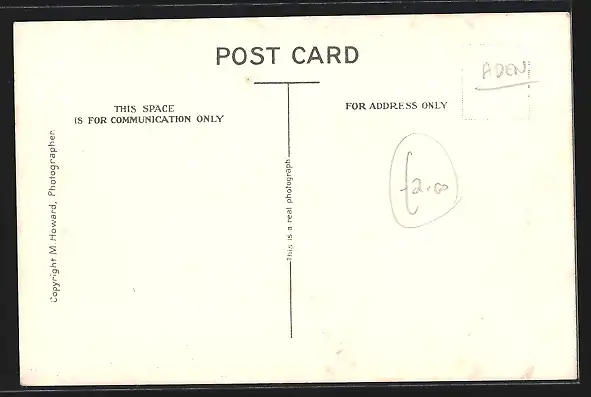 POST CARD
ADEN
THIS SPACE
IS FOR COMMUNICATION ONLY
FOR ADDRESS ONLY
£2.00
Copyright M. Howard, Photographer.
This is a real photograph